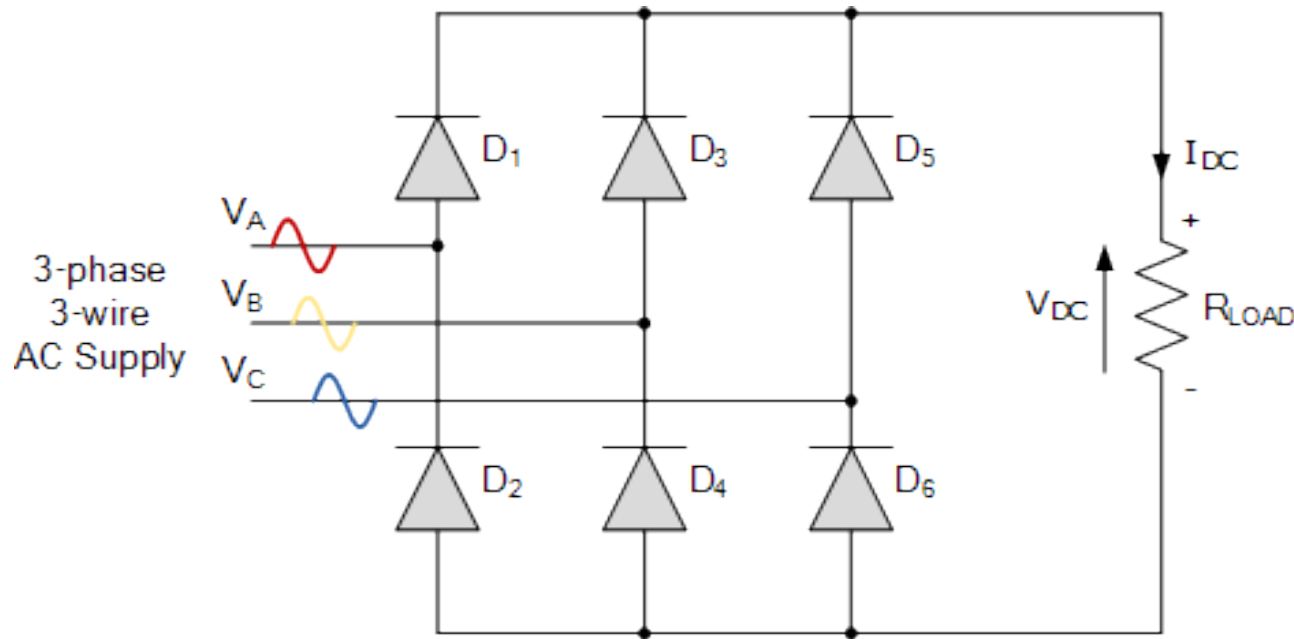 D1
D3
D5
IDC
VA
+
3-phase
3-wire
AC Supply
VB
VDC
RLOAD
VC
-
D2
D4
D6